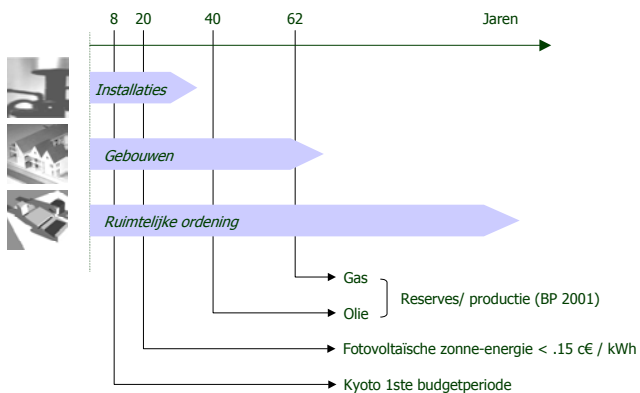 8 20 40 62 Jaren
Installaties
Gebouwen
Ruimtelijke ordening
Gas
Reserves/ productie (BP 2001)
Olie
Fotovoltaïsche zonne-energie < .15 c€ / kWh
Kyoto 1ste budgetperiode